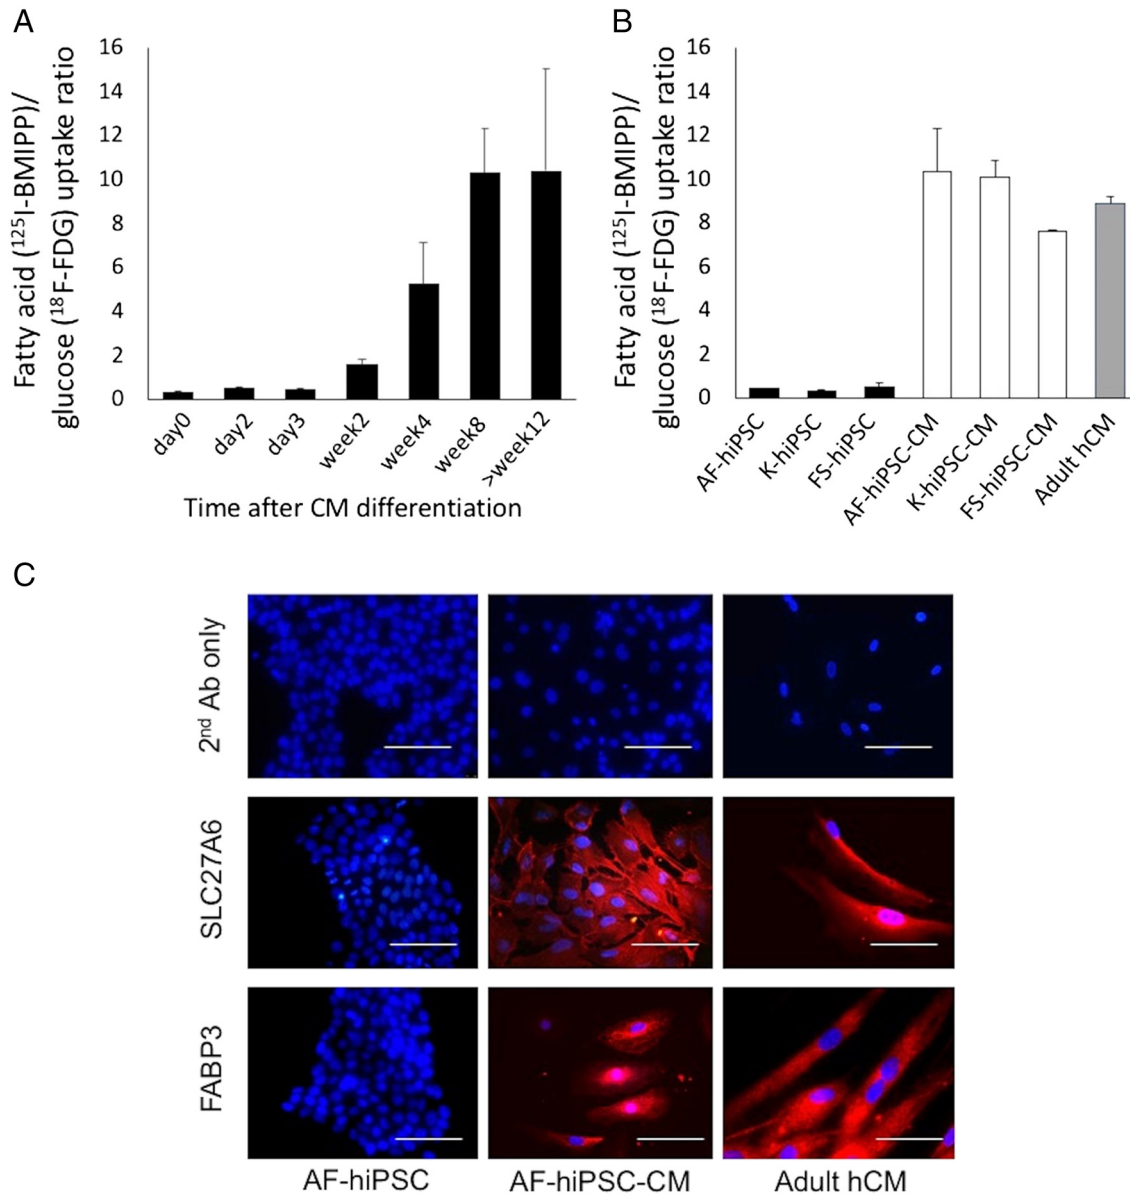 A
Fatty acid (¹²⁵I-BMIPP)/
glucose (¹⁸F-FDG) uptake ratio
16
14
12
10
8
6
4
2
0
day0
day2
day3
week2
week4
week8
>week12
Time after CM differentiation
B
Fatty acid (¹²⁵I-BMIPP)/
glucose (¹⁸F-FDG) uptake ratio
16
14
12
10
8
6
4
2
0
AF-hiPSC
K-hiPSC
FS-hiPSC
AF-hiPSC-CM
K-hiPSC-CM
FS-hiPSC-CM
Adult hCM
C
2ⁿᵈ Ab only
SLC27A6
FABP3
AF-hiPSC
AF-hiPSC-CM
Adult hCM